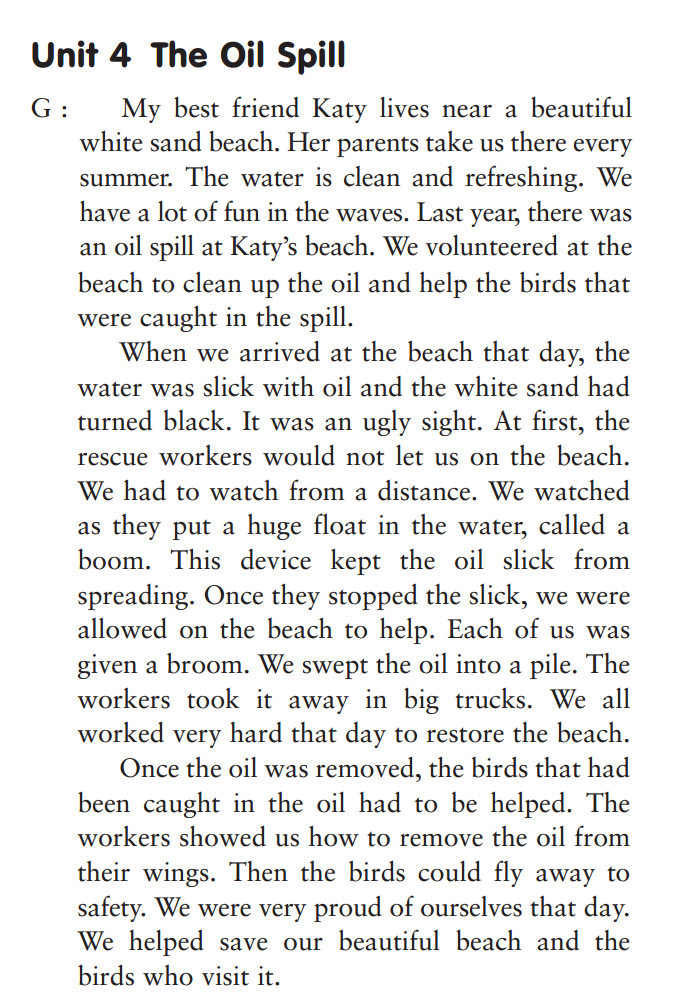 Unit 4 The Oil Spill
G : My best friend Katy lives near a beautiful
white sand beach. Her parents take us there every
summer. The water is clean and refreshing. We
have a lot of fun in the waves. Last year, there was
an oil spill at Katy’s beach. We volunteered at the
beach to clean up the oil and help the birds that
were caught in the spill.
When we arrived at the beach that day, the
water was slick with oil and the white sand had
turned black. It was an ugly sight. At first, the
rescue workers would not let us on the beach.
We had to watch from a distance. We watched
as they put a huge float in the water, called a
boom. This device kept the oil slick from
spreading. Once they stopped the slick, we were
allowed on the beach to help. Each of us was
given a broom. We swept the oil into a pile. The
workers took it away in big trucks. We all
worked very hard that day to restore the beach.
Once the oil was removed, the birds that had
been caught in the oil had to be helped. The
workers showed us how to remove the oil from
their wings. Then the birds could fly away to
safety. We were very proud of ourselves that day.
We helped save our beautiful beach and the
birds who visit it.